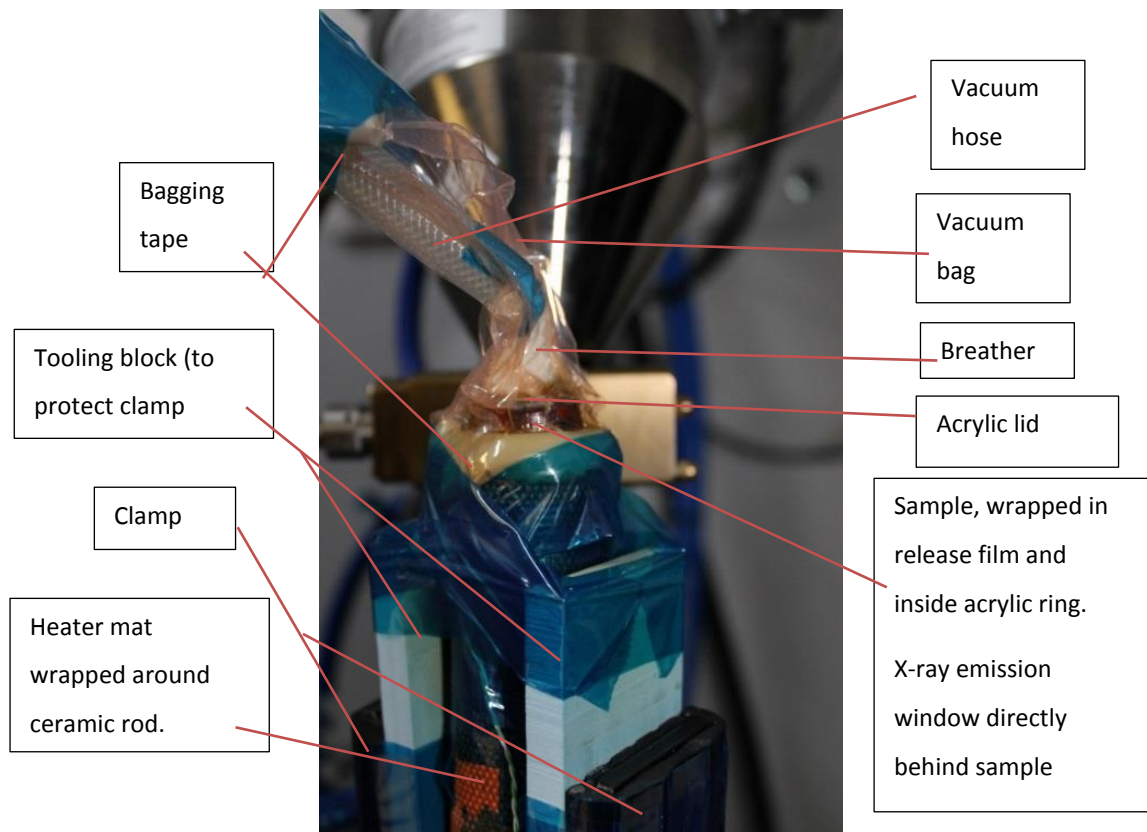 Bagging
tape
Tooling block (to
protect clamp
Clamp
Heater mat
wrapped around
ceramic rod.
Vacuum
hose
Vacuum
bag
Breather
Acrylic lid
Sample, wrapped in
release film and
inside acrylic ring.
X-ray emission
window directly
behind sample